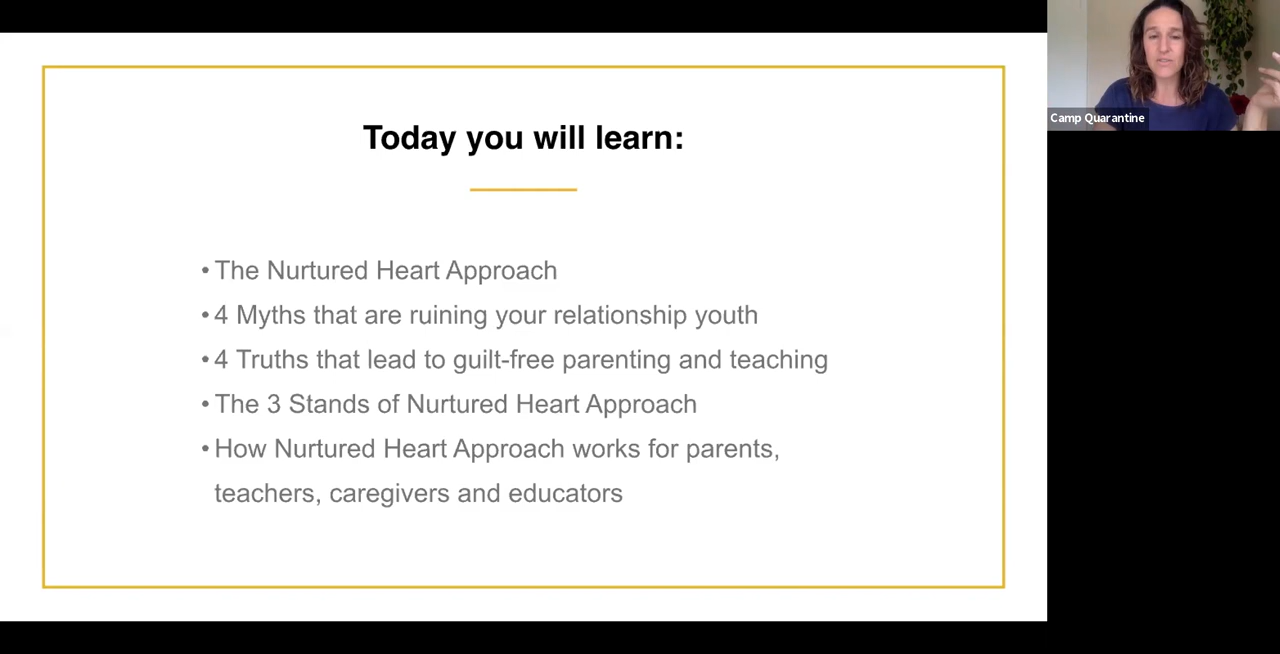 Today you will learn:
• The Nurtured Heart Approach
• 4 Myths that are ruining your relationship youth
• 4 Truths that lead to guilt-free parenting and teaching
• The 3 Stands of Nurtured Heart Approach
• How Nurtured Heart Approach works for parents,
teachers, caregivers and educators
Camp Quarantine